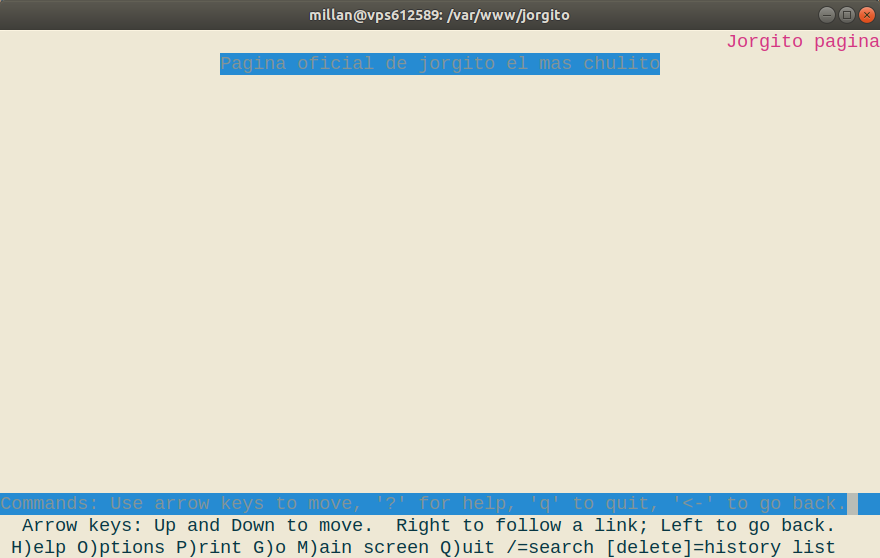 millan@vps612589: /var/www/jorgito
Jorgito pagina
Pagina oficial de jorgito el mas chulito
Commands: Use arrow keys to move, '?' for help, 'q' to quit, '<-' to go back.
Arrow keys: Up and Down to move.  Right to follow a link; Left to go back.
H)elp O)ptions P)rint G)o M)ain screen Q)uit /=search [delete]=history list